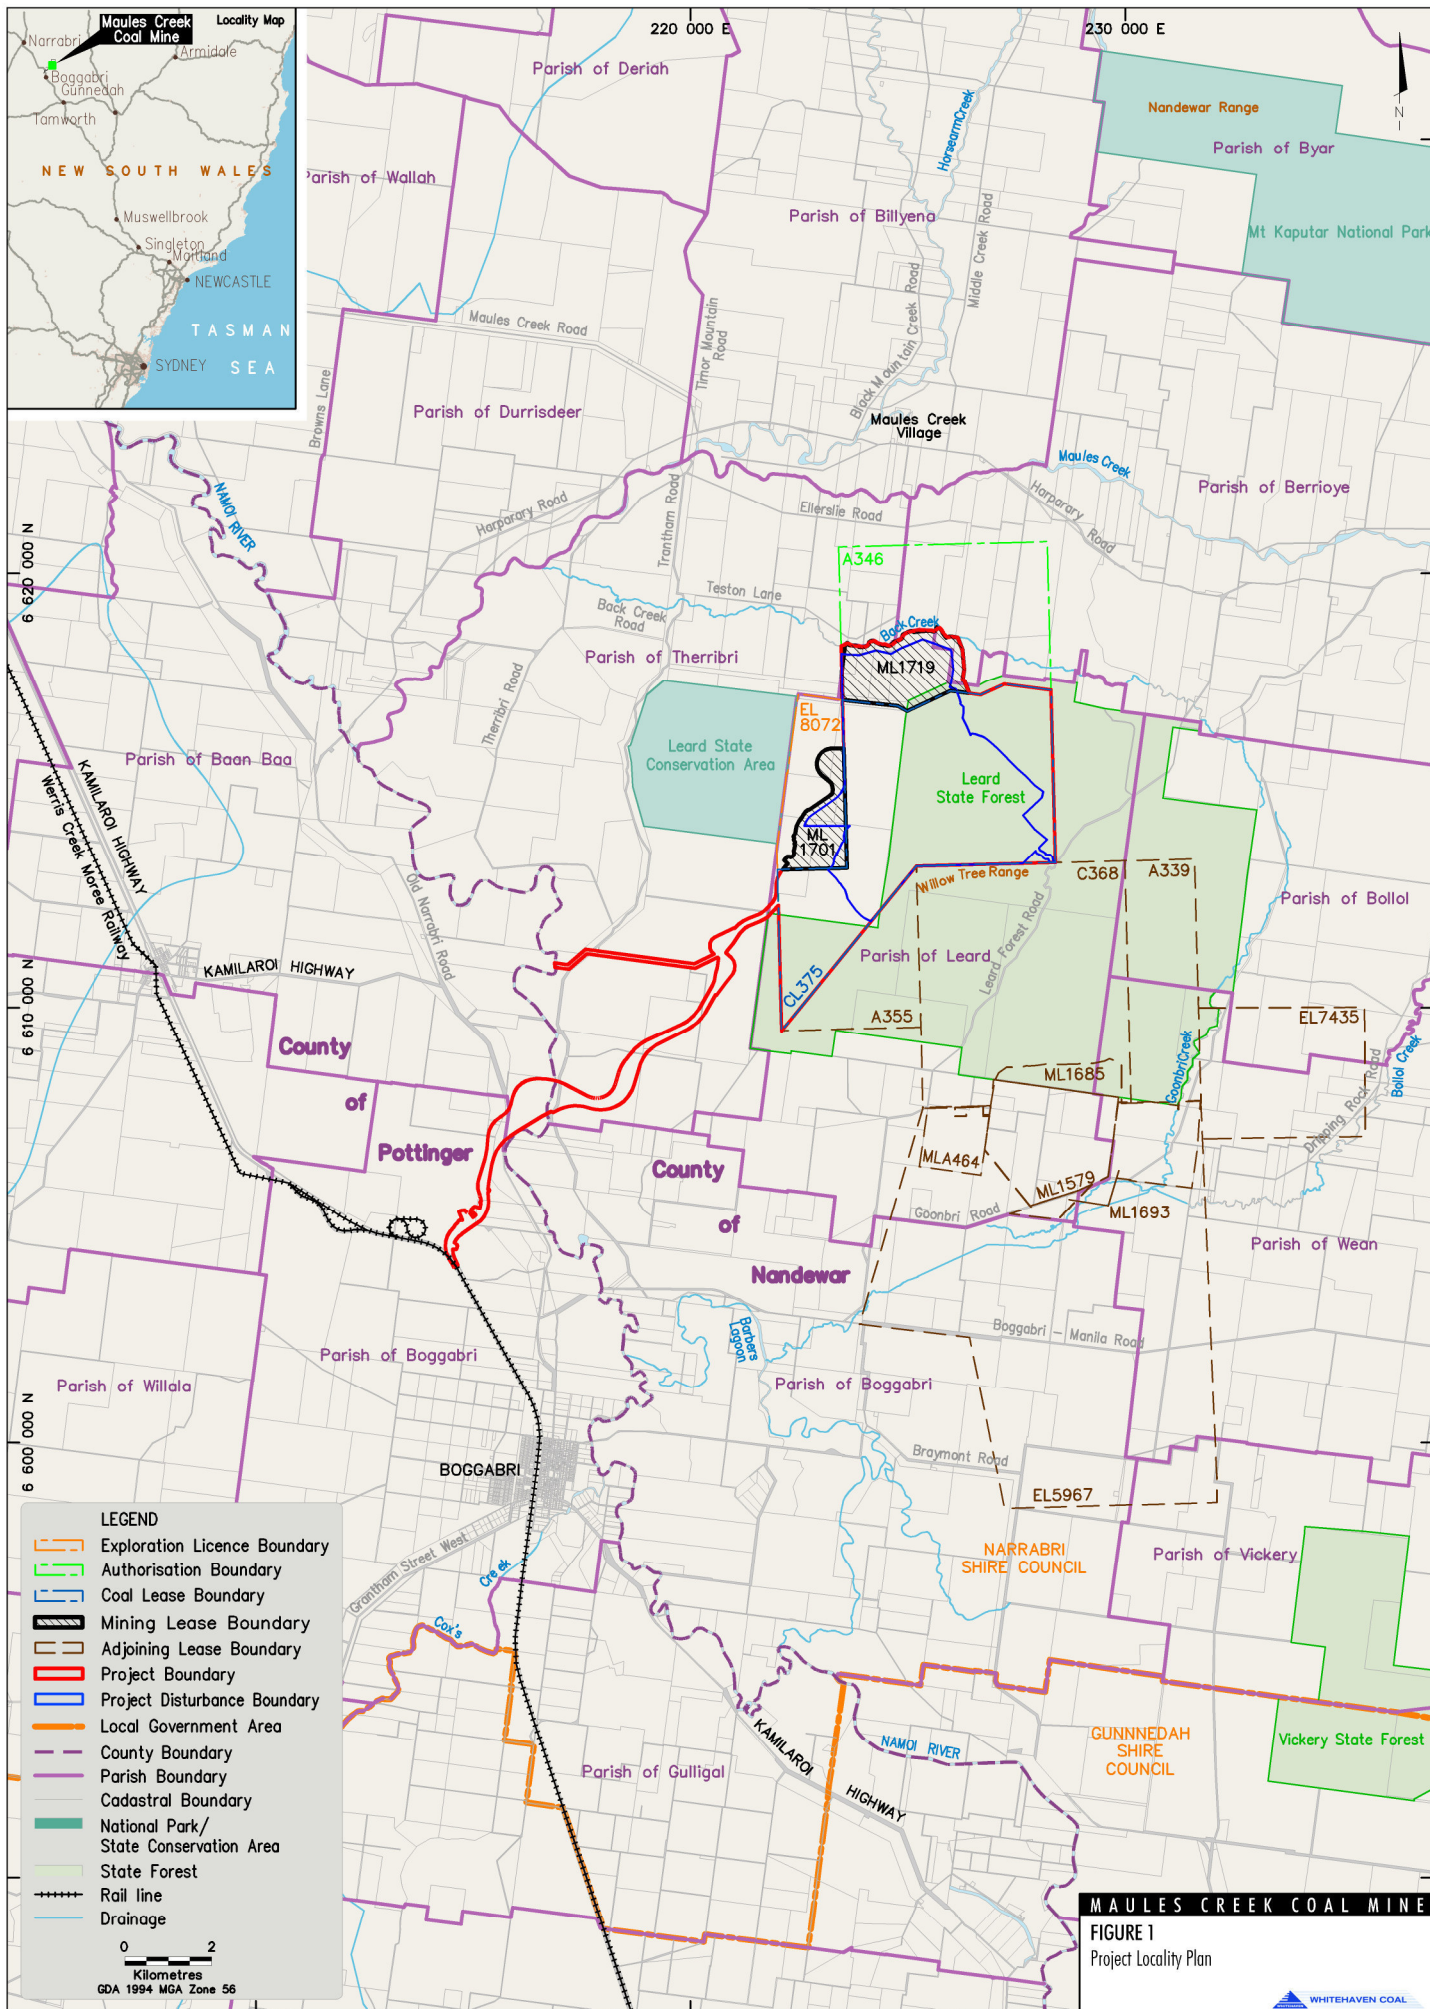 Maules Creek
Coal Mine
Locality Map
Narrabri
Armidale
Boggabri
Gunnedah
Tamworth
NEW SOUTH WALES
Muswellbrook
Singleton
Maitland
NEWCASTLE
TASMAN
SEA
SYDNEY
220 000 E
230 000 E
N
Parish of Deriah
Nandewar Range
Parish of Byar
Horsearm Creek
Parish of Wallah
Parish of Billyena
Middle Creek Road
Mt Kaputar National Park
Black Mountain Creek Road
Maules Creek Road
Timor Mountain
Road
Browns Lane
Parish of Durrisdeer
Maules Creek
Village
Maules Creek
Parish of Berrioye
NAMOI RIVER
Harparary Road
Trantham Road
Ellerslie Road
Harparary Road
6 620 000 N
A346
Teston Lane
Back Creek
Road
Back Creek
Parish of Therribri
ML1719
Therribri Road
EL
8072
Leard State
Conservation Area
Parish of Baan Baa
KAMILAROI HIGHWAY
Werris Creek Moree Railway
Leard
State Forest
ML
1701
Willow Tree Range
C368
A339
Old Narrabri Road
Parish of Bollol
Parish of Leard
Leard Forest Road
KAMILAROI HIGHWAY
CL375
6 610 000 N
A355
EL7435
County
of
Pottinger
ML1685
Goonbri Creek
Bollol Creek
Dripping Rock Road
MLA464
County
of
Nandewar
ML1579
ML1693
Goonbri Road
Parish of Wean
Barbers
Lagoon
Boggabri - Manila Road
Parish of Boggabri
Parish of Willala
Parish of Boggabri
6 600 000 N
Braymont Road
BOGGABRI
EL5967
NARRABRI
SHIRE COUNCIL
Parish of Vickery
Grantham Street West
Creek
Cox's
LEGEND
Exploration Licence Boundary
Authorisation Boundary
Coal Lease Boundary
Mining Lease Boundary
Adjoining Lease Boundary
Project Boundary
Project Disturbance Boundary
Local Government Area
County Boundary
Parish Boundary
Cadastral Boundary
National Park/
State Conservation Area
State Forest
Rail line
Drainage
0 2
Kilometres
GDA 1994 MGA Zone 56
KAMILAROI HIGHWAY
NAMOI RIVER
GUNNNEDAH
SHIRE
COUNCIL
Vickery State Forest
Parish of Gulligal
MAULES CREEK COAL MINE
FIGURE 1
Project Locality Plan
WHITEHAVEN COAL